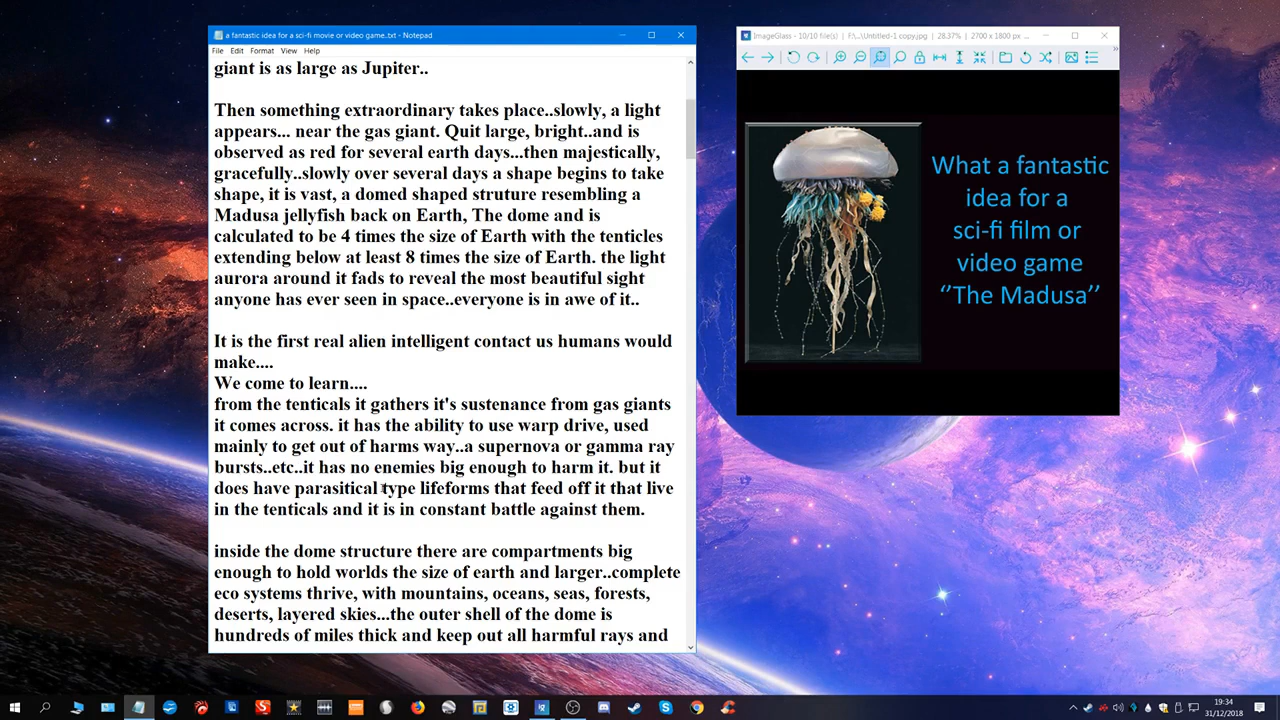 a fantastic idea for a sci-fi movie or video game..txt - Notepad
File Edit Format View Help
giant is as large as Jupiter..
Then something extraordinary takes place..slowly, a light
appears... near the gas giant. Quit large, bright..and is
observed as red for several earth days...then majestically,
gracefully..slowly over several days a shape begins to take
shape, it is vast, a domed shaped struture resembling a
Madusa jellyfish back on Earth, The dome and is
calculated to be 4 times the size of Earth with the tenticles
extending below at least 8 times the size of Earth. the light
aurora around it fads to reveal the most beautiful sight
anyone has ever seen in space..everyone is in awe of it..
It is the first real alien intelligent contact us humans would
make....
We come to learn....
from the tenticals it gathers it's sustenance from gas giants
it comes across. it has the ability to use warp drive, used
mainly to get out of harms way..a supernova or gamma ray
bursts..etc..it has no enemies big enough to harm it. but it
does have parasitical type lifeforms that feed off it that live
in the tenticals and it is in constant battle against them.
inside the dome structure there are compartments big
enough to hold worlds the size of earth and larger..complete
eco systems thrive, with mountains, oceans, seas, forests,
deserts, layered skies...the outer shell of the dome is
hundreds of miles thick and keep out all harmful rays and
ImageGlass - 10/10 file(s) | F:\...\Untitled-1 copy.jpg | 28.37% | 2700 x 1800 px ...
What a fantastic
idea for a
sci-fi film or
video game
‘’The Madusa’’
19:34
31/12/2018